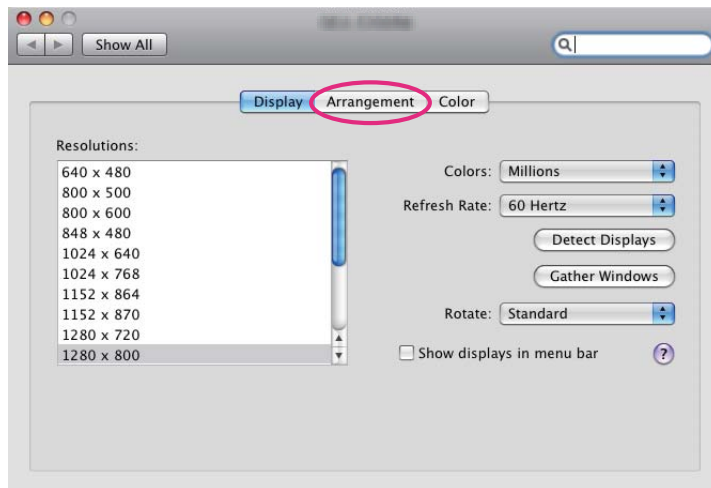 Show All
Display Arrangement Color
Resolutions:
640 x 480
800 x 500
800 x 600
848 x 480
1024 x 640
1024 x 768
1152 x 864
1152 x 870
1280 x 720
1280 x 800
Colors: Millions
Refresh Rate: 60 Hertz
Detect Displays
Gather Windows
Rotate: Standard
Show displays in menu bar ?